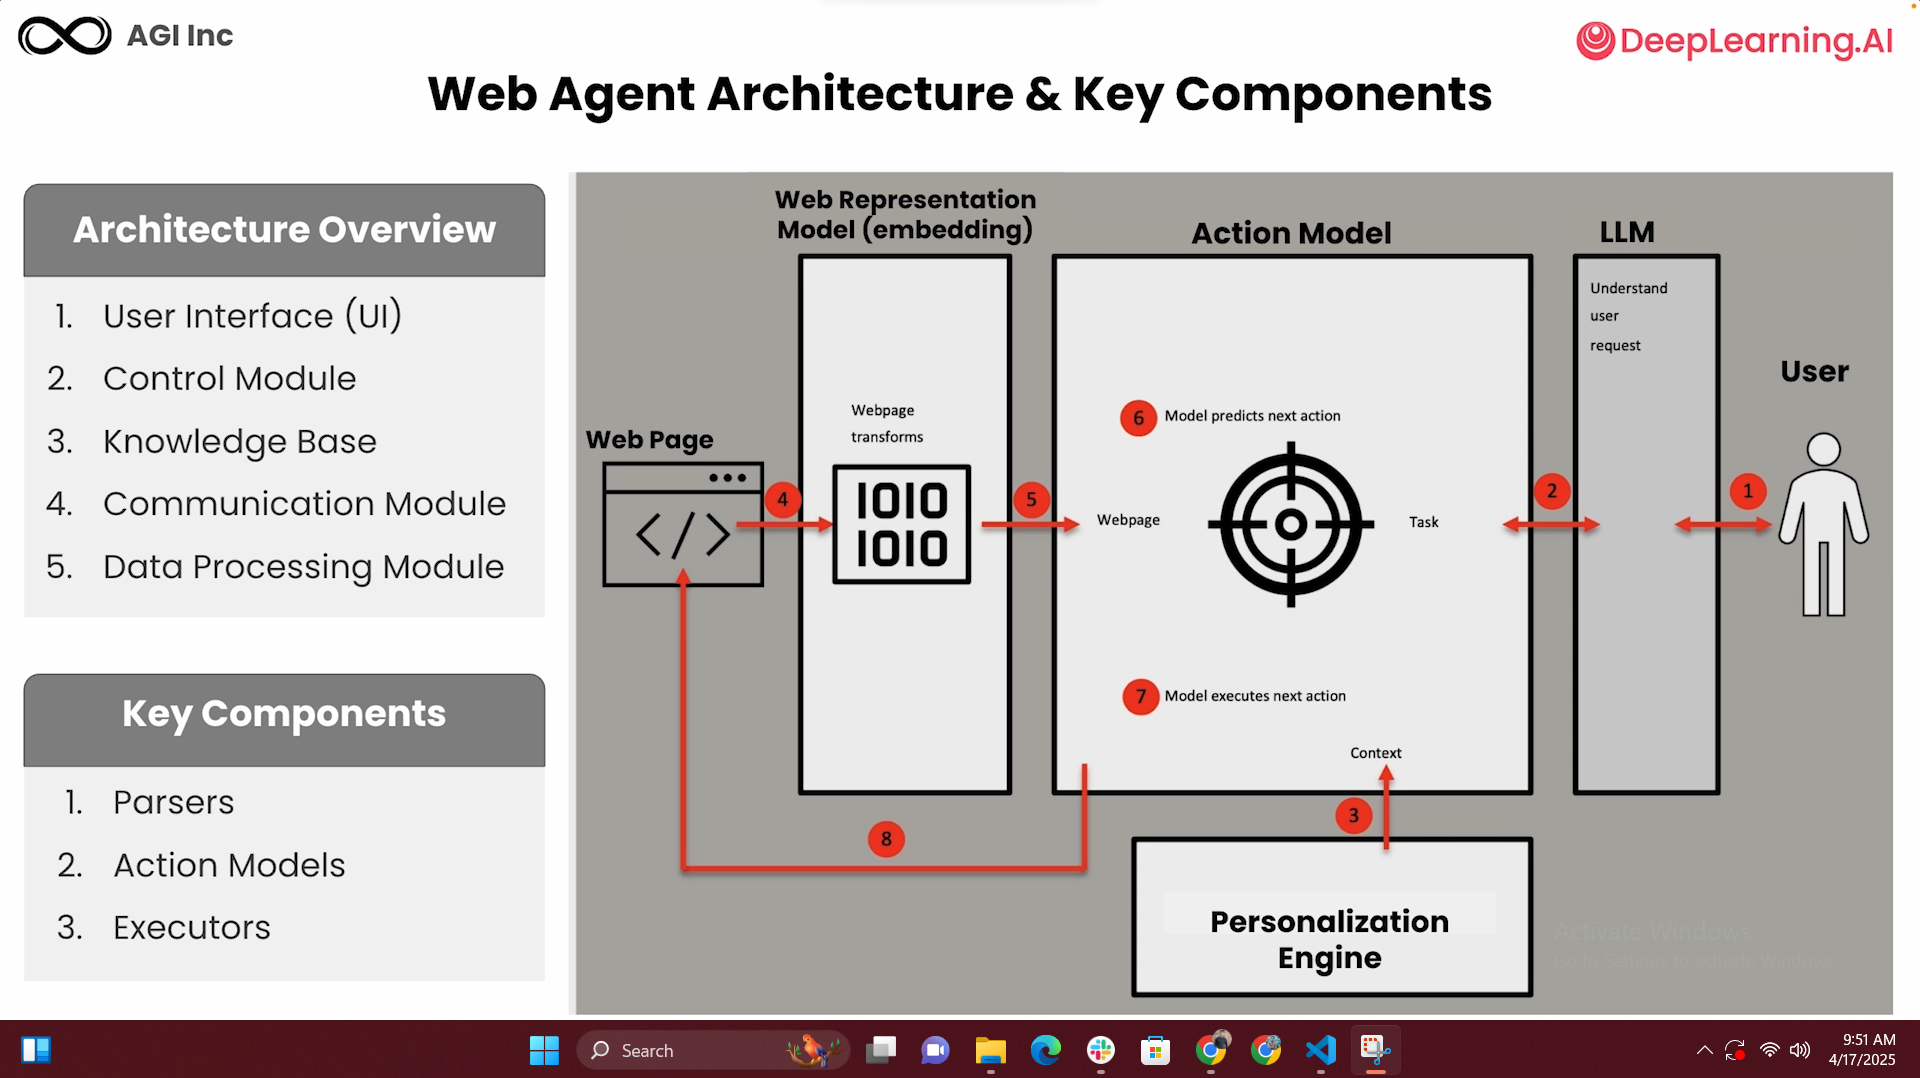 AGI Inc
DeepLearning.AI
Web Agent Architecture & Key Components
Architecture Overview
1. User Interface (UI)
2. Control Module
3. Knowledge Base
4. Communication Module
5. Data Processing Module
Key Components
1. Parsers
2. Action Models
3. Executors
Web Representation
Model (embedding)
Action Model
LLM
Understand
user
request
User
Web Page
Webpage
transforms
1010
1010
4
5
6 Model predicts next action
Webpage
Task
2
1
7 Model executes next action
Context
3
8
Personalization
Engine
Activate Windows
Go to Settings to activate Windows.
Search
9:51 AM
4/17/2025